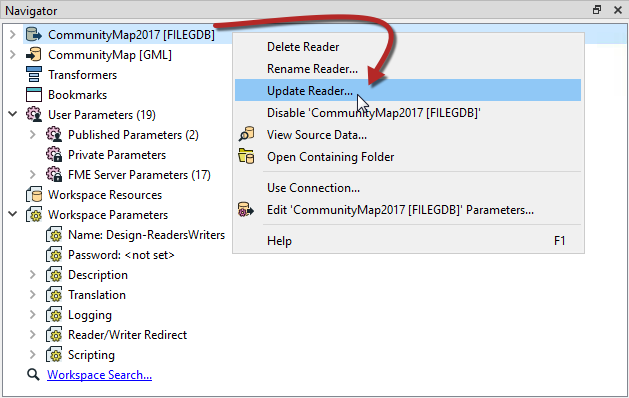 Navigator
CommunityMap2017 [FILEGDB]
CommunityMap [GML]
Transformers
Bookmarks
User Parameters (19)
Published Parameters (2)
Private Parameters
FME Server Parameters (17)
Workspace Resources
Workspace Parameters
Name: Design-ReadersWriters
Password: <not set>
Description
Translation
Logging
Reader/Writer Redirect
Scripting
Workspace Search...
Delete Reader
Rename Reader...
Update Reader...
Disable 'CommunityMap2017 [FILEGDB]'
View Source Data...
Open Containing Folder
Use Connection...
Edit 'CommunityMap2017 [FILEGDB]' Parameters...
Help F1